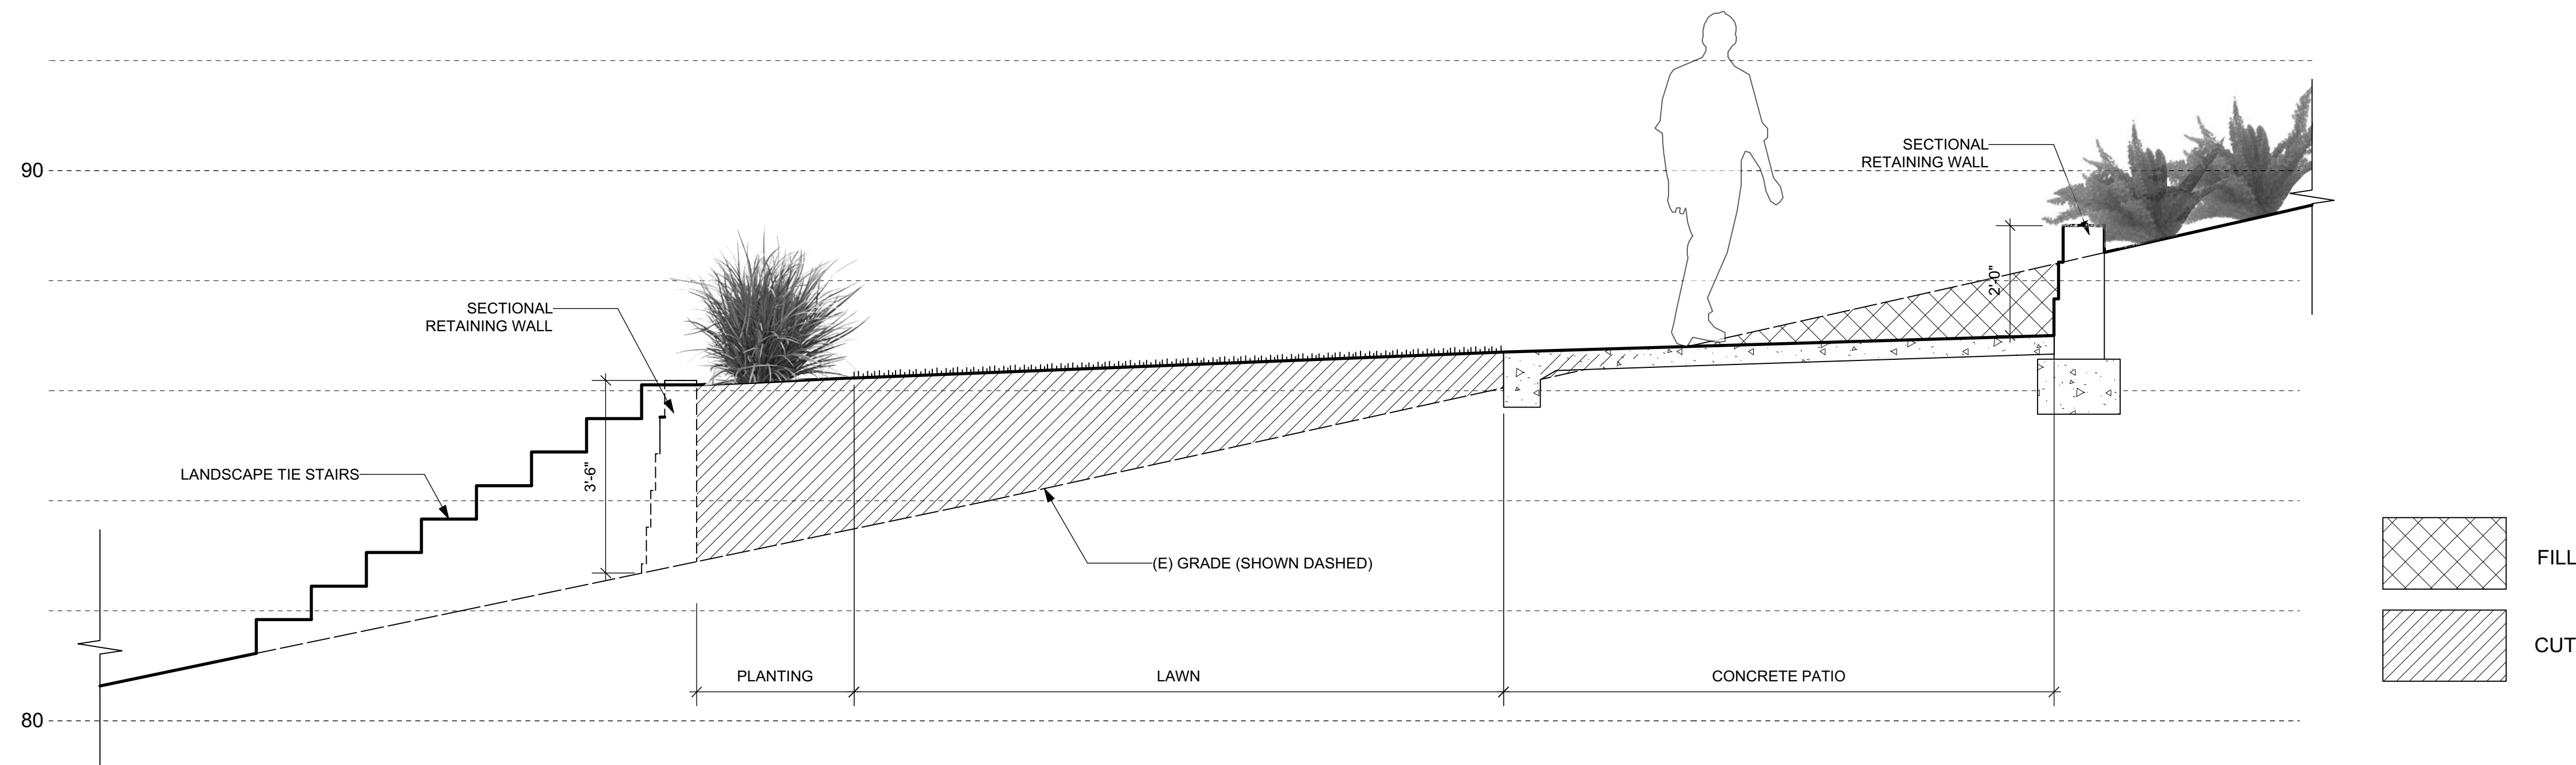 90
SECTIONAL
RETAINING WALL
2'-0"
SECTIONAL
RETAINING WALL
LANDSCAPE TIE STAIRS
3'-6"
(E) GRADE (SHOWN DASHED)
FILL
CUT
PLANTING
LAWN
CONCRETE PATIO
80